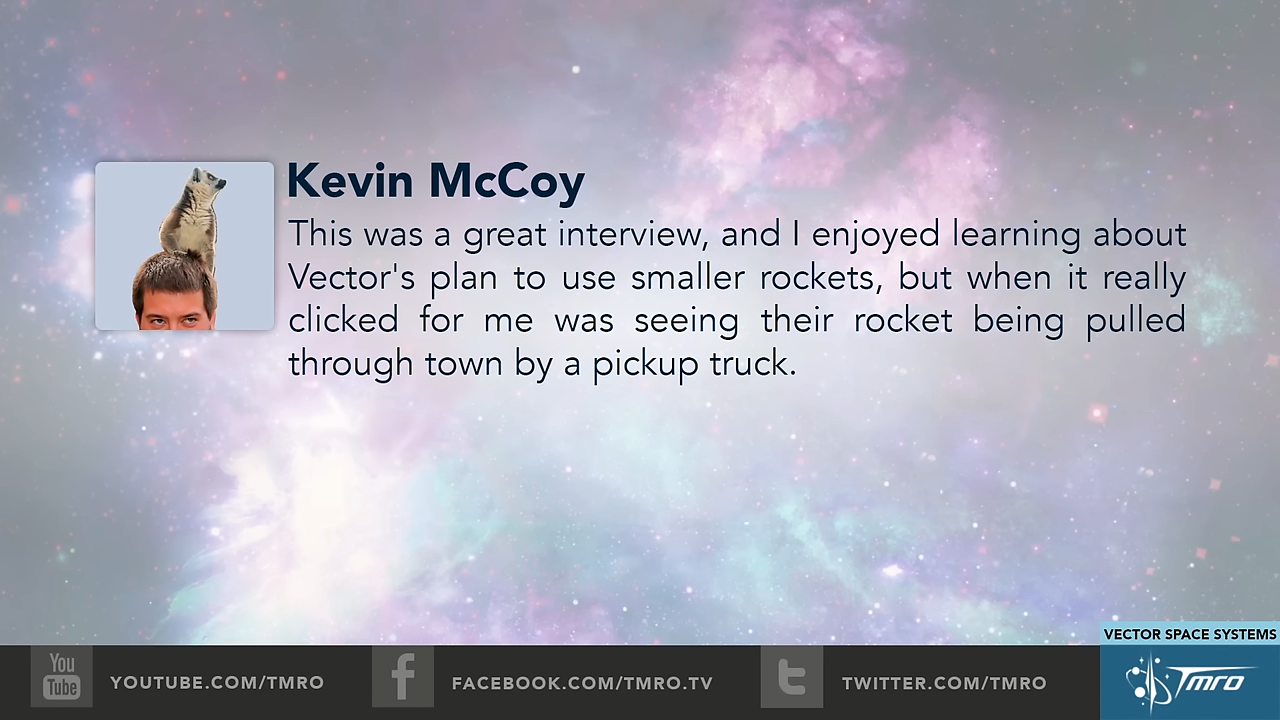 Kevin McCoy
This was a great interview, and I enjoyed learning about
Vector's plan to use smaller rockets, but when it really
clicked for me was seeing their rocket being pulled
through town by a pickup truck.
VECTOR SPACE SYSTEMS
You
Tube
YOUTUBE.COM/TMRO
f
FACEBOOK.COM/TMRO.TV
t
TWITTER.COM/TMRO
Tmro